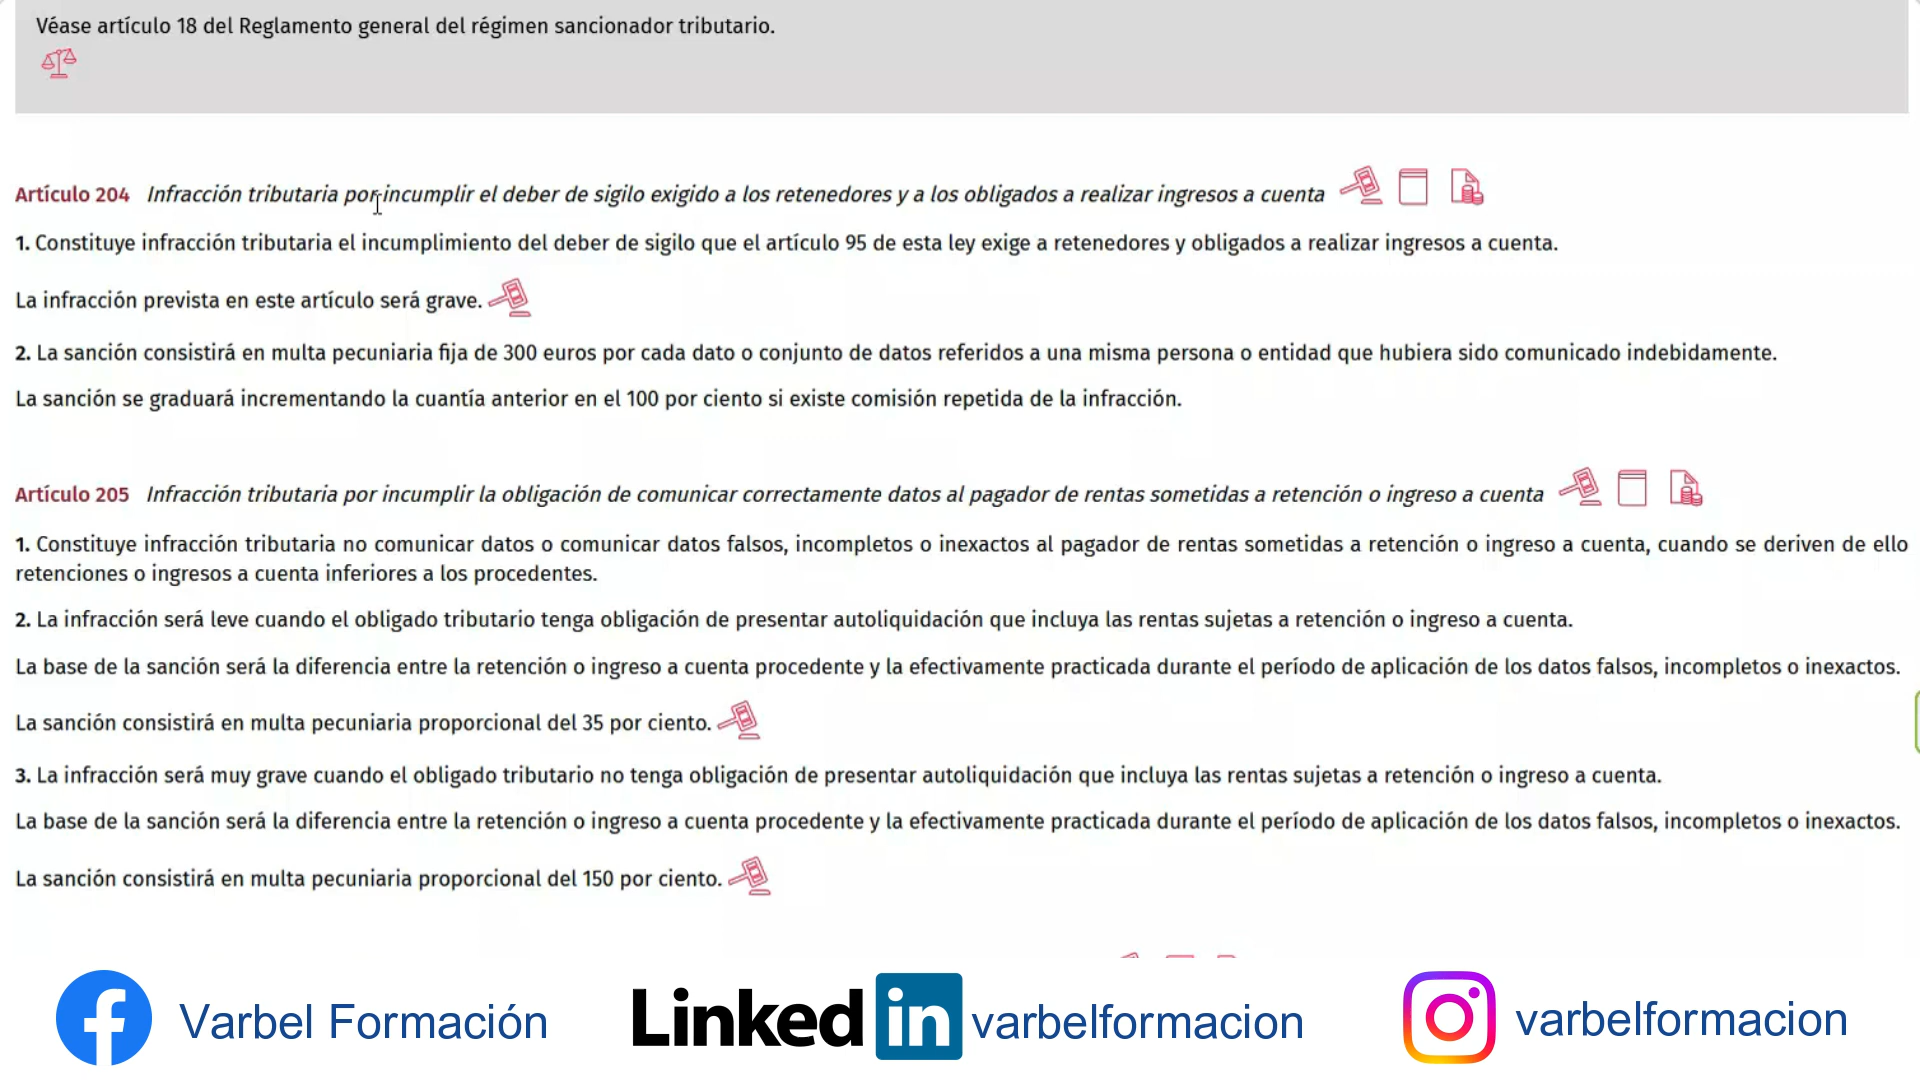 Véase artículo 18 del Reglamento general del régimen sancionador tributario.
Artículo 204 Infracción tributaria por incumplir el deber de sigilo exigido a los retenedores y a los obligados a realizar ingresos a cuenta
1. Constituye infracción tributaria el incumplimiento del deber de sigilo que el artículo 95 de esta ley exige a retenedores y obligados a realizar ingresos a cuenta.
La infracción prevista en este artículo será grave.
2. La sanción consistirá en multa pecuniaria fija de 300 euros por cada dato o conjunto de datos referidos a una misma persona o entidad que hubiera sido comunicado indebidamente.
La sanción se graduará incrementando la cuantía anterior en el 100 por ciento si existe comisión repetida de la infracción.
Artículo 205 Infracción tributaria por incumplir la obligación de comunicar correctamente datos al pagador de rentas sometidas a retención o ingreso a cuenta
1. Constituye infracción tributaria no comunicar datos o comunicar datos falsos, incompletos o inexactos al pagador de rentas sometidas a retención o ingreso a cuenta, cuando se deriven de ello
retenciones o ingresos a cuenta inferiores a los procedentes.
2. La infracción será leve cuando el obligado tributario tenga obligación de presentar autoliquidación que incluya las rentas sujetas a retención o ingreso a cuenta.
La base de la sanción será la diferencia entre la retención o ingreso a cuenta procedente y la efectivamente practicada durante el período de aplicación de los datos falsos, incompletos o inexactos.
La sanción consistirá en multa pecuniaria proporcional del 35 por ciento.
3. La infracción será muy grave cuando el obligado tributario no tenga obligación de presentar autoliquidación que incluya las rentas sujetas a retención o ingreso a cuenta.
La base de la sanción será la diferencia entre la retención o ingreso a cuenta procedente y la efectivamente practicada durante el período de aplicación de los datos falsos, incompletos o inexactos.
La sanción consistirá en multa pecuniaria proporcional del 150 por ciento.
Varbel Formación Linked in varbelformacion varbelformacion